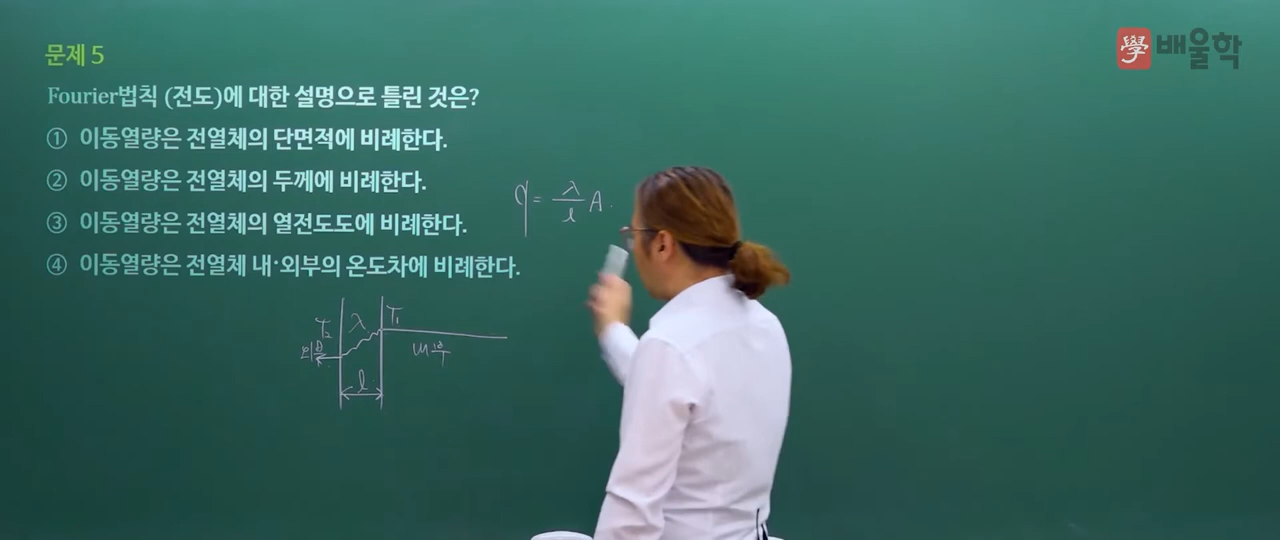 문제 5
學 배울학
Fourier법칙 (전도)에 대한 설명으로 틀린 것은?
① 이동열량은 전열체의 단면적에 비례한다.
② 이동열량은 전열체의 두께에 비례한다.
③ 이동열량은 전열체의 열전도도에 비례한다.
④ 이동열량은 전열체 내·외부의 온도차에 비례한다.
q = λ/l A.
T₂ λ T₁
외부 내부
l